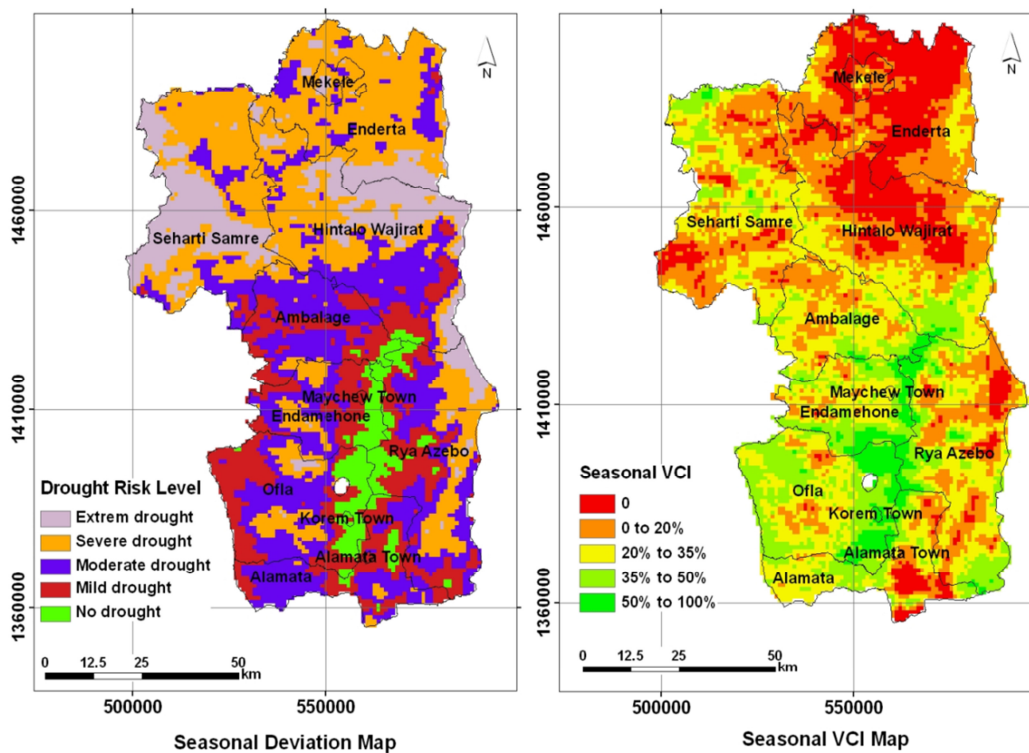 N
Mekele
Enderta
1460000
Seharti Samre
Hintalo Wajirat
Ambalage
1410000
Maychew Town
Endamehone
Rya Azebo
Ofla
Korem Town
Alamata Town
Alamata
1360000
Drought Risk Level
Extrem drought
Severe drought
Moderate drought
Mild drought
No drought
0 12.5 25 50
km
500000 550000
Seasonal Deviation Map
N
Mekele
Enderta
1460000
Seharti Samre
Hintalo Wajirat
Ambalage
1410000
Maychew Town
Endamehone
Rya Azebo
Ofla
Korem Town
Alamata Town
Alamata
1360000
Seasonal VCI
0
0 to 20%
20% to 35%
35% to 50%
50% to 100%
0 12.5 25 50
km
500000 550000
Seasonal VCI Map